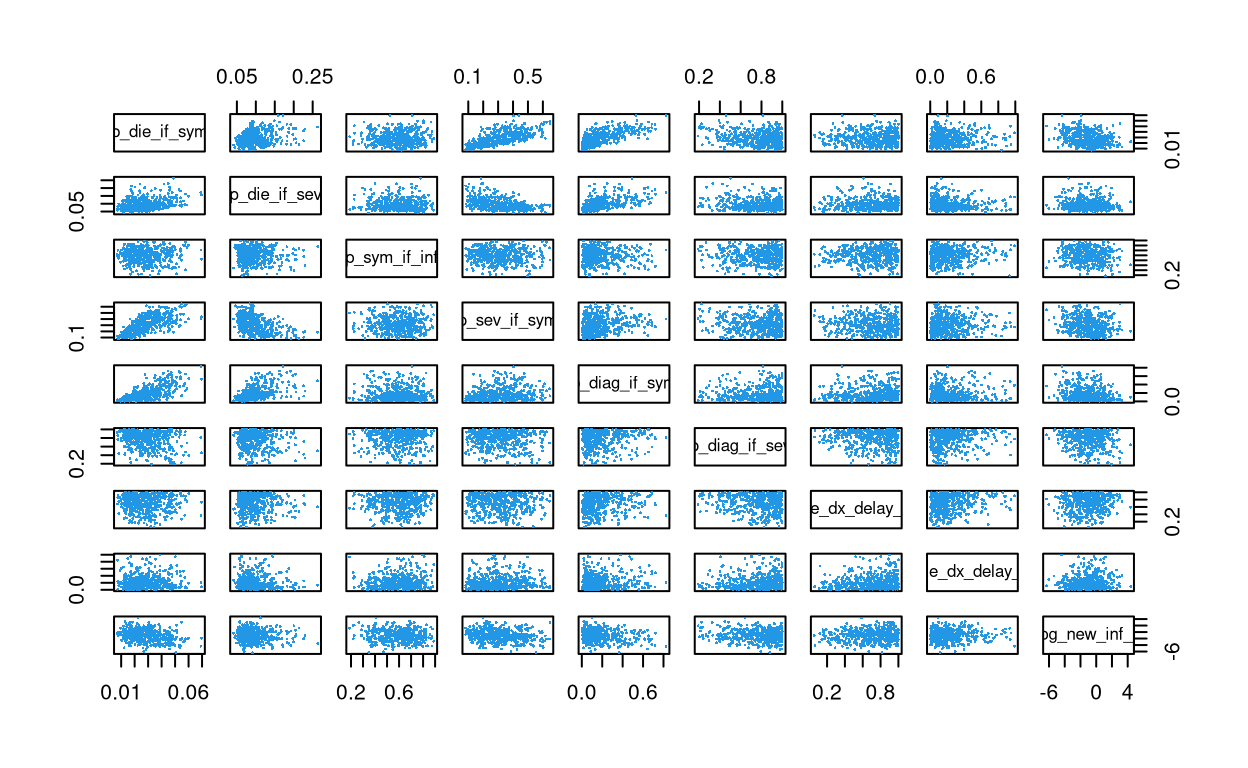 0.05 0.25 0.1 0.5 0.2 0.8 0.0 0.6
p_die_if_sym
0.01
p_die_if_sev
0.05
p_sym_if_inf
0.2
p_sev_if_sym
0.1
_diag_if_sym
0.0
p_diag_if_sev
0.2
e_dx_delay_
0.2
e_dx_delay_
0.0
og_new_inf_
-6
0.01 0.06 0.2 0.6 0.0 0.6 0.2 0.8 -6 0 4